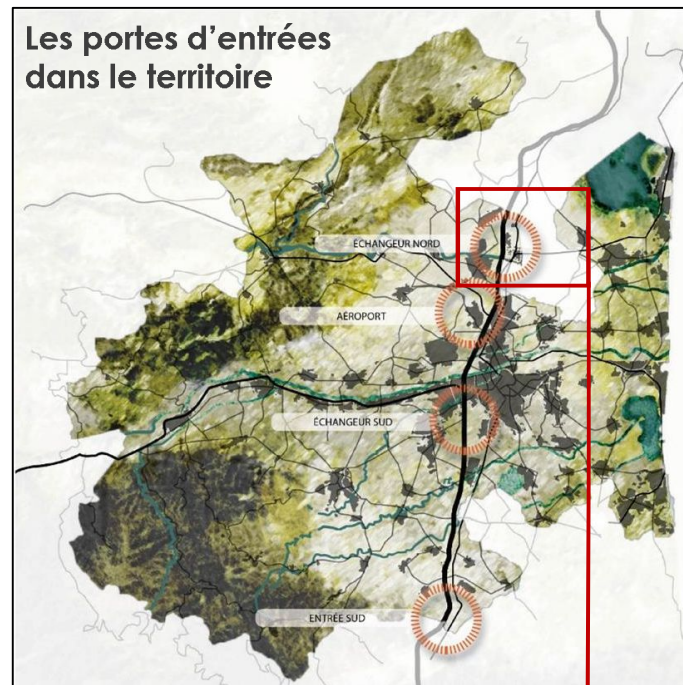 Les portes d'entrées
dans le territoire
ÉCHANGEUR NORD
AÉROPORT
ÉCHANGEUR SUD
ENTRÉE SUD